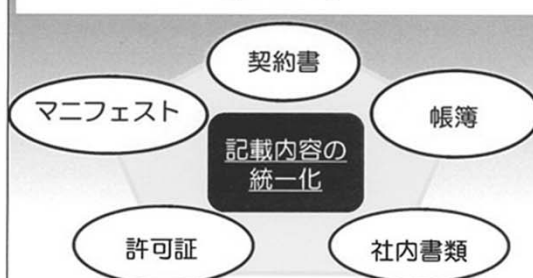 契約書
マニフェスト
帳簿
記載内容の
統一化
許可証
社内書類